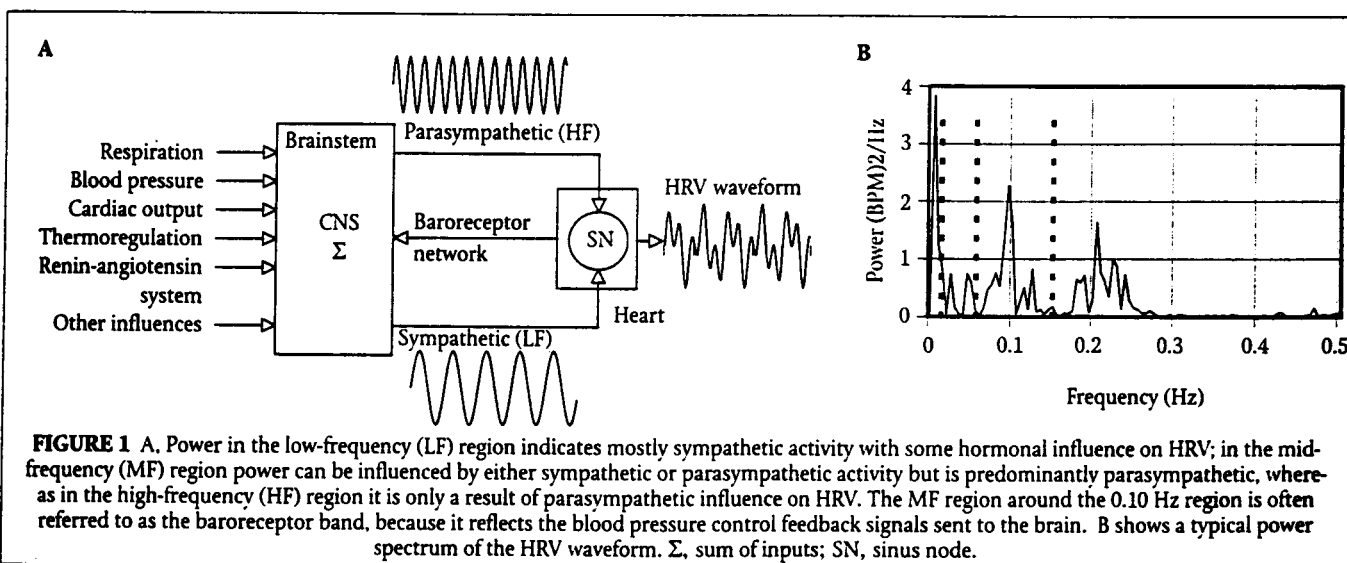 A
Parasympathetic (HF)
Brainstem
Respiration
Blood pressure
Cardiac output
Thermoregulation
Renin-angiotensin
system
Other influences
CNS
Σ
Baroreceptor
network
SN
HRV waveform
Heart
Sympathetic (LF)
B
Power (BPM)2/Hz
4
3
2
1
0
0 0.1 0.2 0.3 0.4 0.5
Frequency (Hz)
FIGURE 1 A. Power in the low-frequency (LF) region indicates mostly sympathetic activity with some hormonal influence on HRV; in the mid-
frequency (MF) region power can be influenced by either sympathetic or parasympathetic activity but is predominantly parasympathetic, where-
as in the high-frequency (HF) region it is only a result of parasympathetic influence on HRV. The MF region around the 0.10 Hz region is often
referred to as the baroreceptor band, because it reflects the blood pressure control feedback signals sent to the brain. B shows a typical power
spectrum of the HRV waveform. Σ, sum of inputs; SN, sinus node.